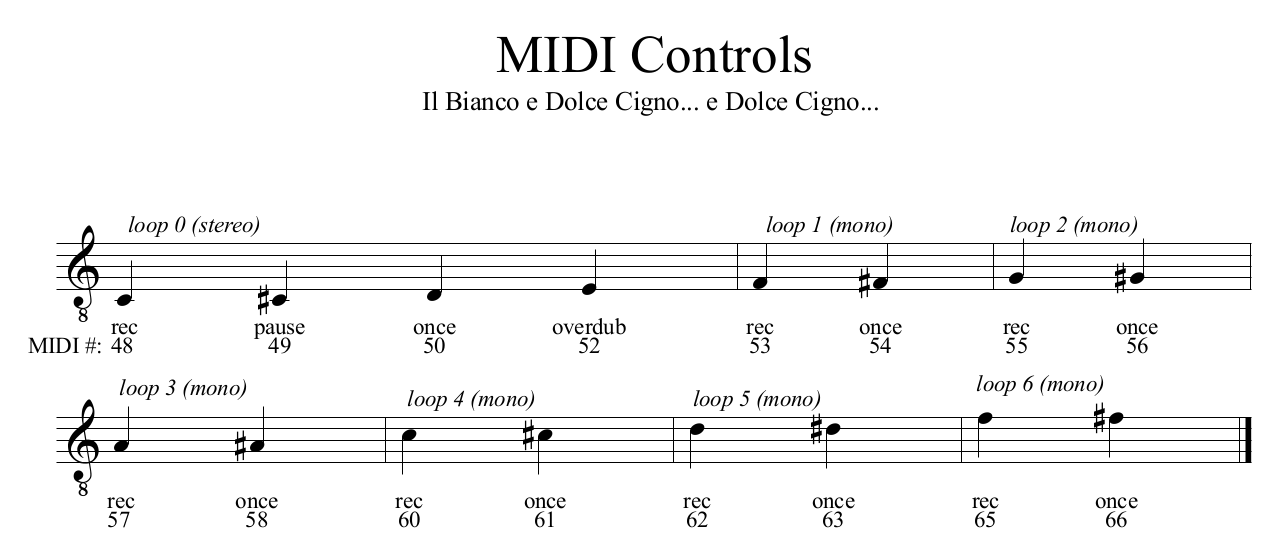 MIDI Controls
Il Bianco e Dolce Cigno... e Dolce Cigno...
loop 0 (stereo) loop 1 (mono) loop 2 (mono)
8
rec pause once overdub rec once rec once
MIDI #: 48 49 50 52 53 54 55 56
loop 3 (mono) loop 4 (mono) loop 5 (mono) loop 6 (mono)
8
rec once rec once rec once rec once
57 58 60 61 62 63 65 66